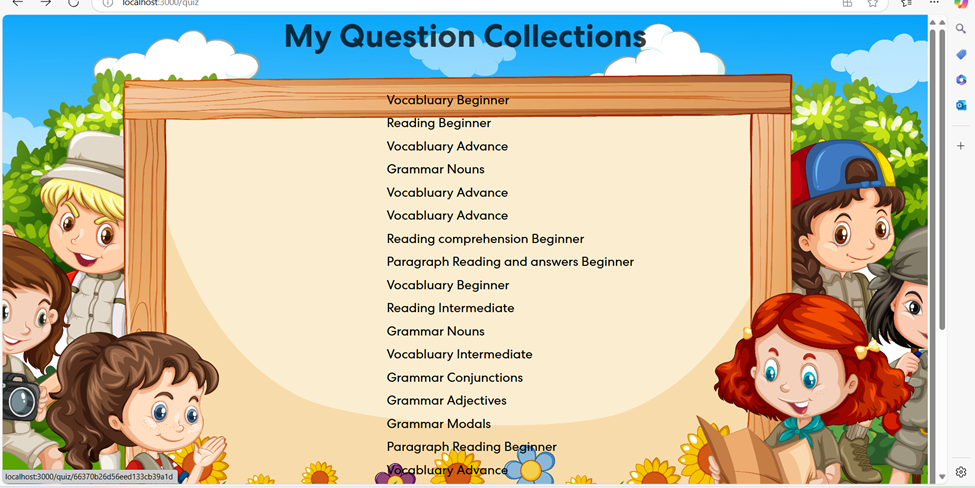 localhost:3000/quiz
My Question Collections
Vocabluary Beginner
Reading Beginner
Vocabluary Advance
Grammar Nouns
Vocabluary Advance
Vocabluary Advance
Reading comprehension Beginner
Paragraph Reading and answers Beginner
Vocabluary Beginner
Reading Intermediate
Grammar Nouns
Vocabluary Intermediate
Grammar Conjunctions
Grammar Adjectives
Grammar Modals
Paragraph Reading Beginner
Vocabluary Advance
localhost:3000/quiz/66370b26d56eed133cb39a1d